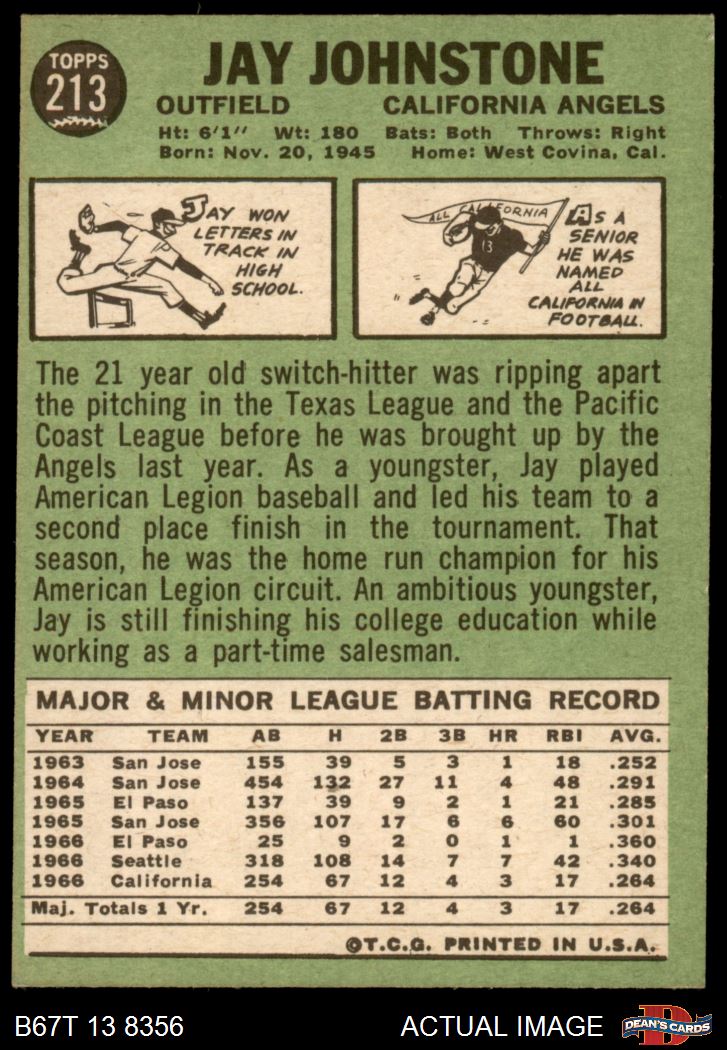 TOPPS
213
JAY JOHNSTONE
OUTFIELD CALIFORNIA ANGELS
Ht: 6'1" Wt: 180 Bats: Both Throws: Right
Born: Nov. 20, 1945 Home: West Covina, Cal.
JAY WON
LETTERS IN
TRACK IN
HIGH
SCHOOL.
ALL CALIFORNIA
13
AS A
SENIOR
HE WAS
NAMED
ALL
CALIFORNIA IN
FOOTBALL.
The 21 year old switch-hitter was ripping apart
the pitching in the Texas League and the Pacific
Coast League before he was brought up by the
Angels last year. As a youngster, Jay played
American Legion baseball and led his team to a
second place finish in the tournament. That
season, he was the home run champion for his
American Legion circuit. An ambitious youngster,
Jay is still finishing his college education while
working as a part-time salesman.
MAJOR & MINOR LEAGUE BATTING RECORD
YEAR TEAM AB H 2B 3B HR RBI AVG.
1963 San Jose 155 39 5 3 1 18 .252
1964 San Jose 454 132 27 11 4 48 .291
1965 El Paso 137 39 9 2 1 21 .285
1965 San Jose 356 107 17 6 6 60 .301
1966 El Paso 25 9 2 0 1 1 .360
1966 Seattle 318 108 14 7 7 42 .340
1966 California 254 67 12 4 3 17 .264
Maj. Totals 1 Yr. 254 67 12 4 3 17 .264
©T.C.G. PRINTED IN U.S.A.
B67T 13 8356 ACTUAL IMAGE
D
DEAN'S CARDS